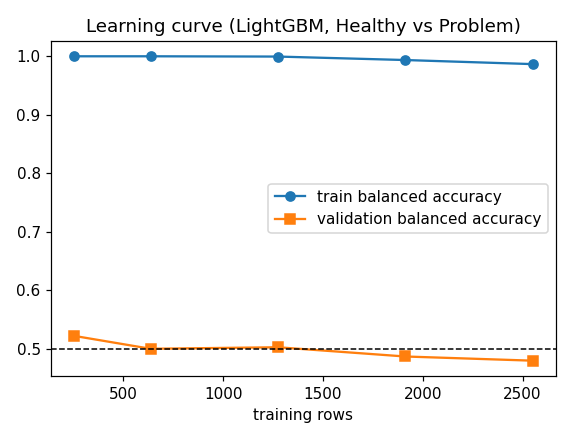 Learning curve (LightGBM, Healthy vs Problem)
1.0
0.9
0.8
0.7
0.6
0.5
train balanced accuracy
validation balanced accuracy
500
1000
1500
2000
2500
training rows